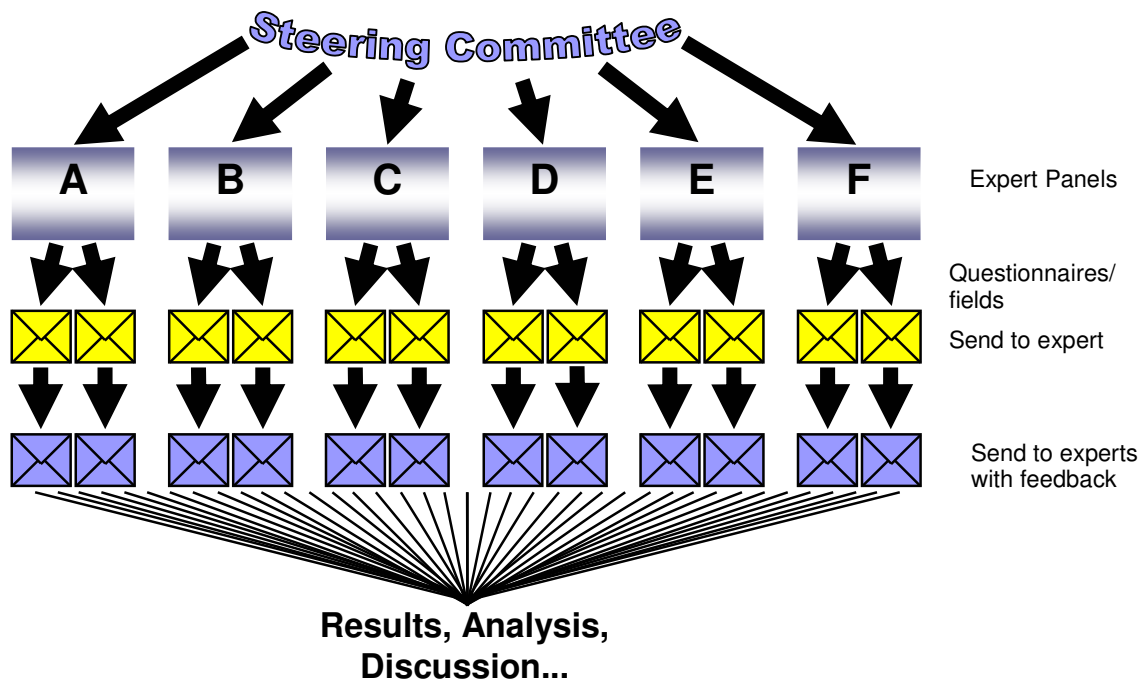 Steering Committee
A B C D E F
Expert Panels
Questionnaires/
fields
Send to expert
Send to experts
with feedback
Results, Analysis,
Discussion...